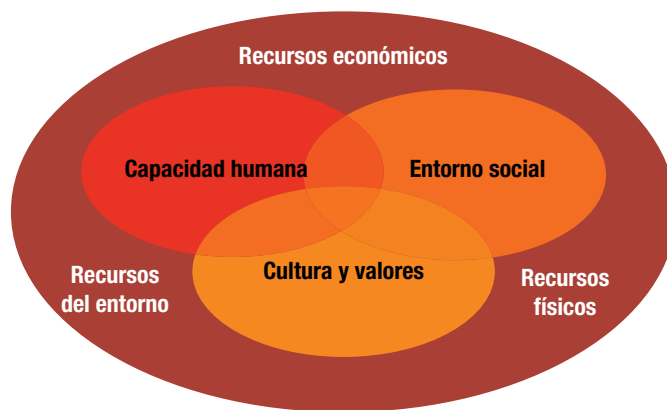 Recursos económicos
Capacidad humana
Entorno social
Cultura y valores
Recursos
del entorno
Recursos
físicos